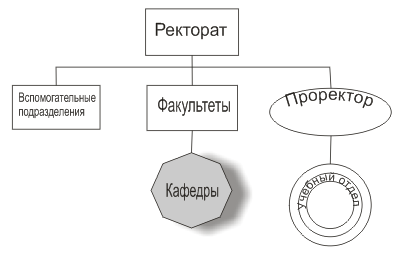 Ректорат
Вспомогательные
подразделения
Факультеты
Проректор
Кафедры
Учебный отдел